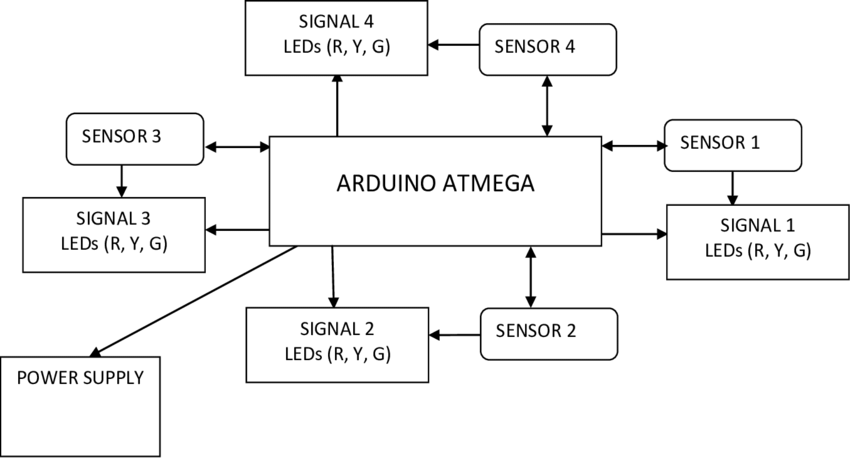 SIGNAL 4
LEDs (R, Y, G)
SENSOR 4
SENSOR 3
SENSOR 1
ARDUINO ATMEGA
SIGNAL 3
LEDs (R, Y, G)
SIGNAL 1
LEDs (R, Y, G)
SIGNAL 2
LEDs (R, Y, G)
SENSOR 2
POWER SUPPLY